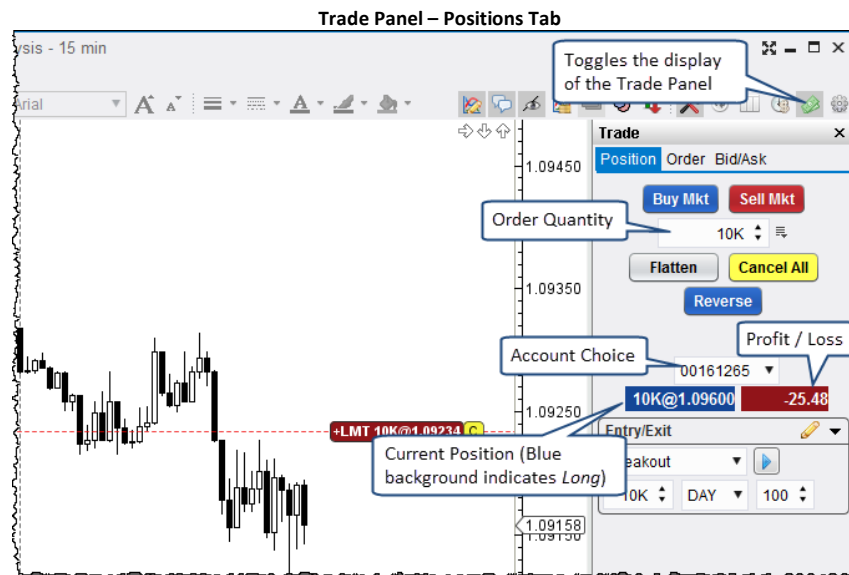 Trade Panel – Positions Tab
ysis - 15 min
Toggles the display
of the Trade Panel
Arial
A A
A
Trade
Position Order Bid/Ask
1.09450
Buy Mkt Sell Mkt
Order Quantity
10K
Flatten Cancel All
1.09350
Reverse
Profit / Loss
Account Choice
00161265
10K@1.09600 -25.48
1.09250
+LMT 10K@1.09234 C
Entry/Exit
Current Position (Blue
background indicates Long)
eakout
10K DAY 100
1.09158